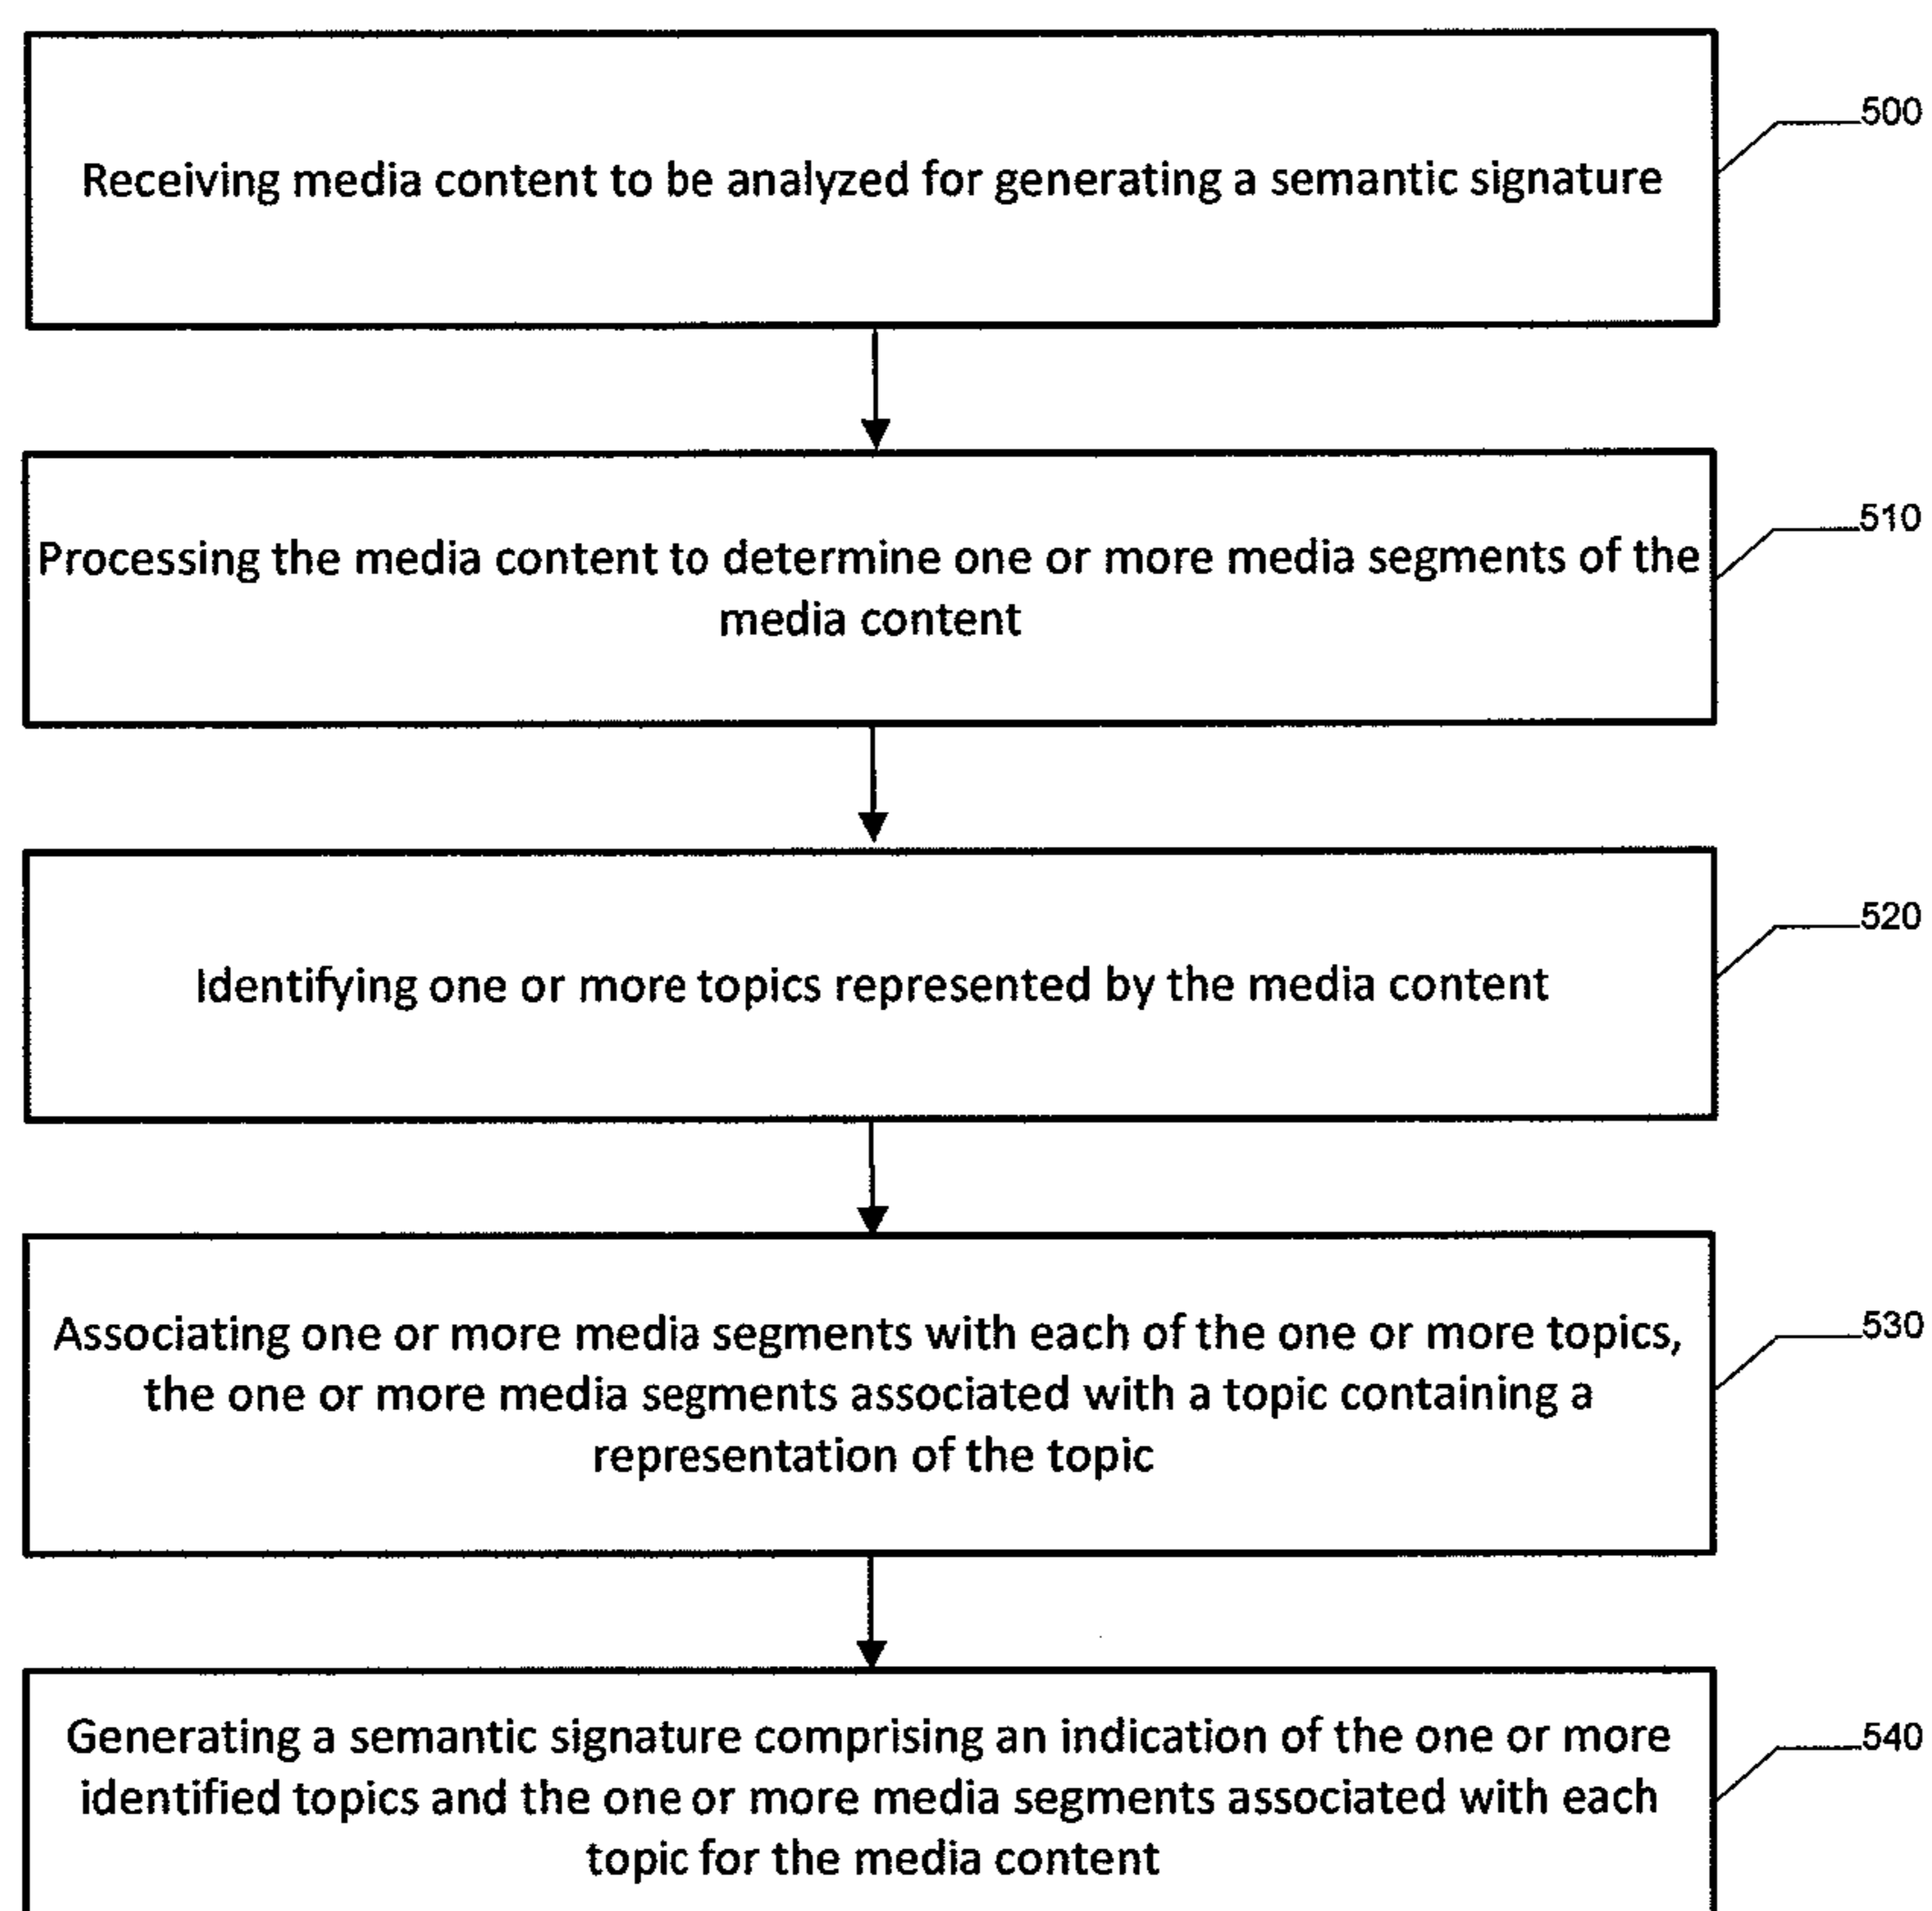 500
Receiving media content to be analyzed for generating a semantic signature
510
Processing the media content to determine one or more media segments of the
media content
520
Identifying one or more topics represented by the media content
530
Associating one or more media segments with each of the one or more topics,
the one or more media segments associated with a topic containing a
representation of the topic
540
Generating a semantic signature comprising an indication of the one or more
identified topics and the one or more media segments associated with each
topic for the media content